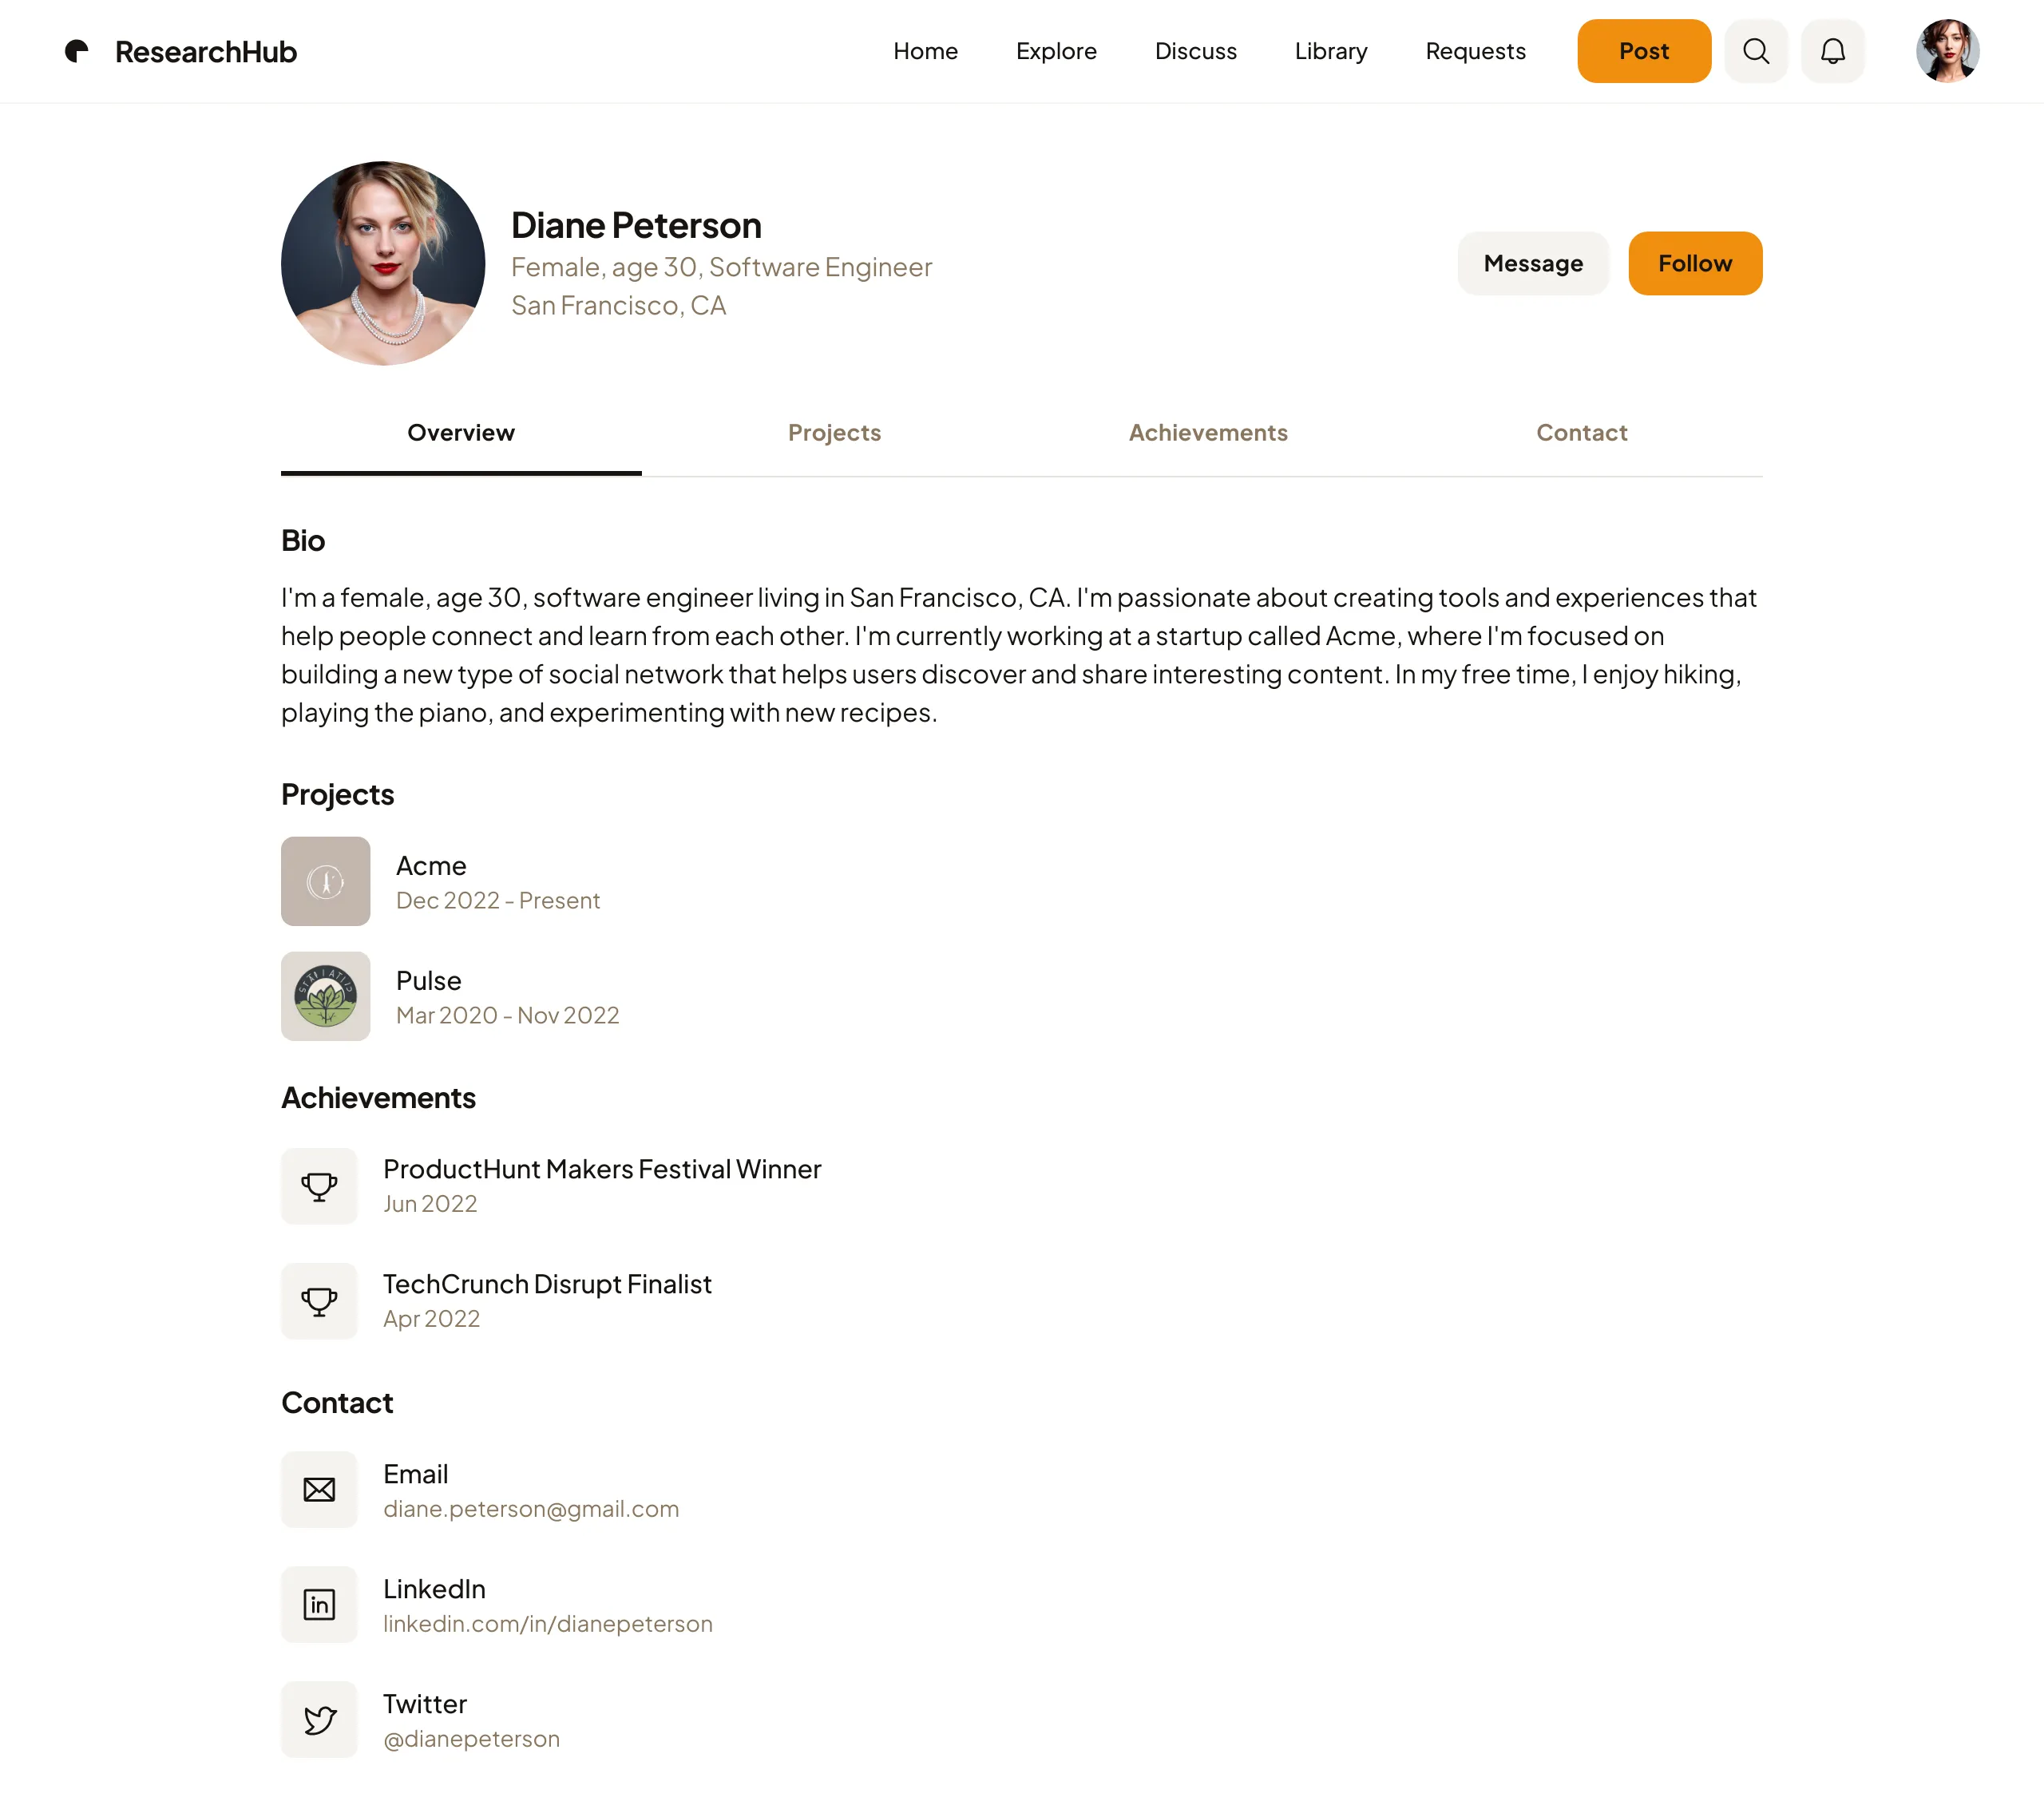 ResearchHub
Home
Explore
Discuss
Library
Requests
Post
Diane Peterson
Female, age 30, Software Engineer
San Francisco, CA
Message
Follow
Overview
Projects
Achievements
Contact
Bio
I'm a female, age 30, software engineer living in San Francisco, CA. I'm passionate about creating tools and experiences that
help people connect and learn from each other. I'm currently working at a startup called Acme, where I'm focused on
building a new type of social network that helps users discover and share interesting content. In my free time, I enjoy hiking,
playing the piano, and experimenting with new recipes.
Projects
Acme
Dec 2022 - Present
Pulse
Mar 2020 - Nov 2022
Achievements
ProductHunt Makers Festival Winner
Jun 2022
TechCrunch Disrupt Finalist
Apr 2022
Contact
Email
diane.peterson@gmail.com
in
LinkedIn
linkedin.com/in/dianepeterson
Twitter
@dianepeterson